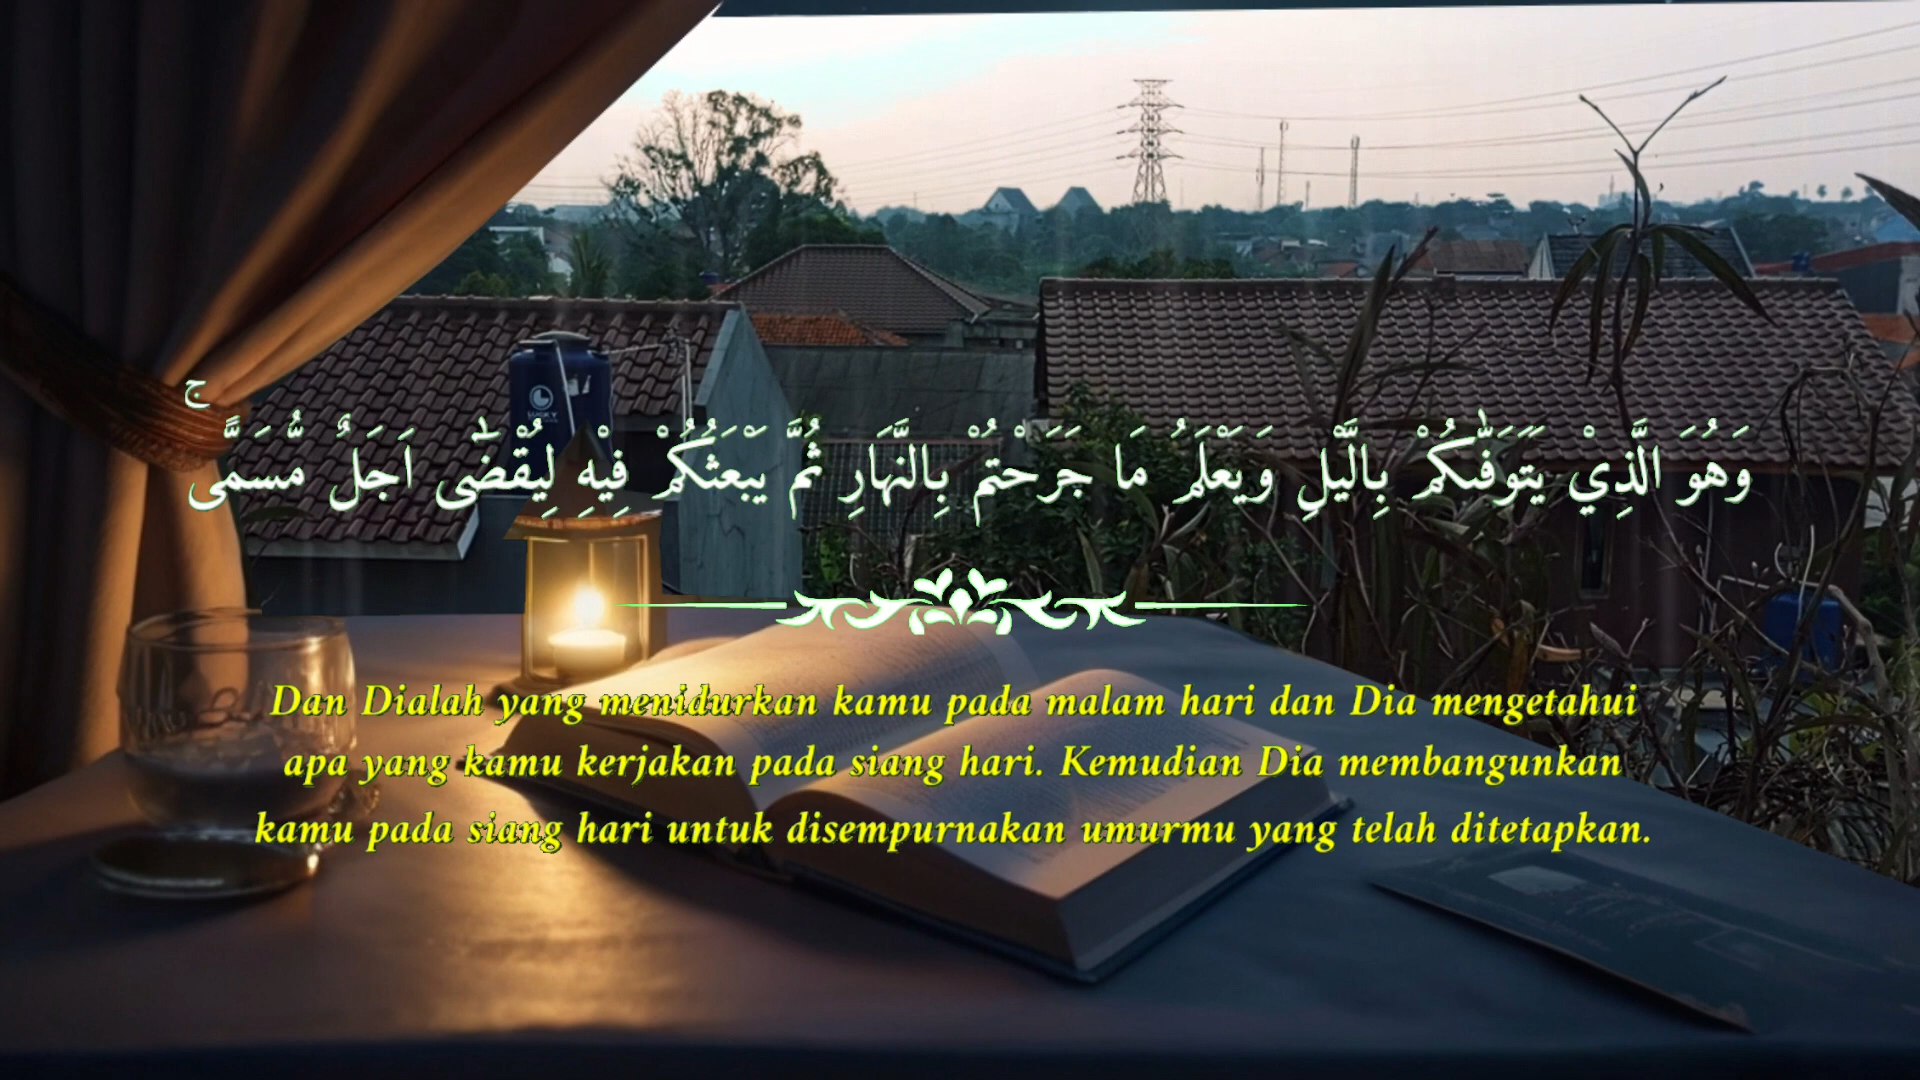 وَهُوَ الَّذِيْ يَتَوَفّٰىكُمْ بِالَّيْلِ وَيَعْلَمُ مَا جَرَحْتُمْ بِالنَّهَارِ ثُمَّ يَبْعَثُكُمْ فِيْهِ لِيُقْضٰٓى اَجَلٌ مُّسَمًّىۚ
Dan Dialah yang menidurkan kamu pada malam hari dan Dia mengetahui
apa yang kamu kerjakan pada siang hari. Kemudian Dia membangunkan
kamu pada siang hari untuk disempurnakan umurmu yang telah ditetapkan.